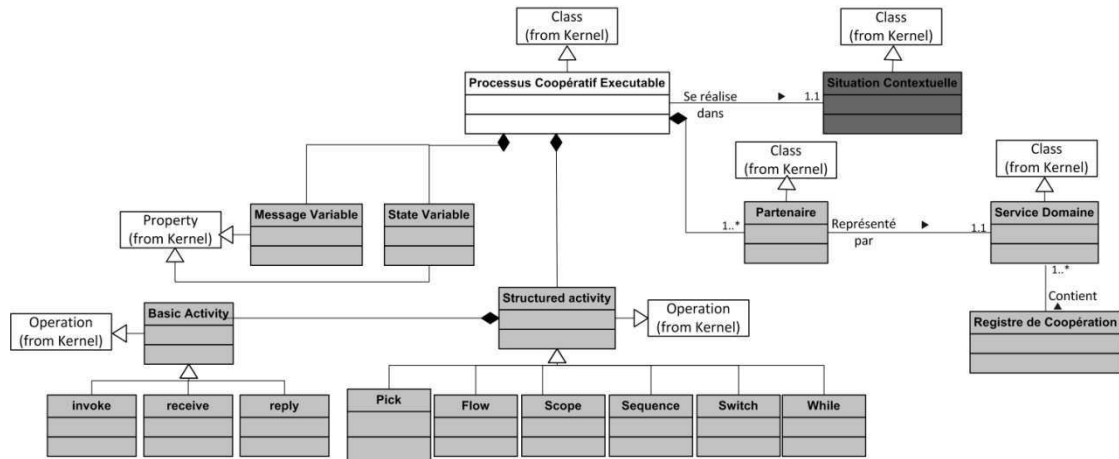 Class
(from Kernel)
Class
(from Kernel)
Processus Coopératif Executable
Situation Contextuelle
Se réalise
dans
1.1
Class
(from Kernel)
Class
(from Kernel)
Property
(from Kernel)
Message Variable
State Variable
Partenaire
Service Domaine
1..*
Représenté
par
1.1
1..*
Contient
Operation
(from Kernel)
Basic Activity
Structured activity
Operation
(from Kernel)
Registre de Coopération
invoke
receive
reply
Pick
Flow
Scope
Sequence
Switch
While